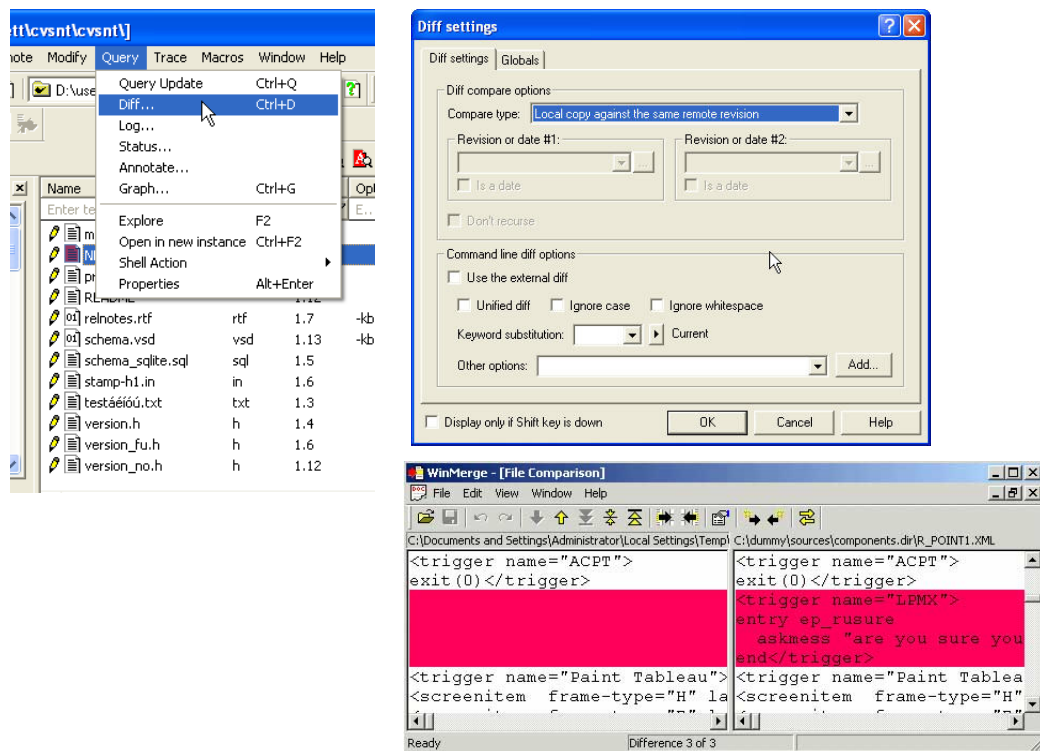 ett\cvsnt\cvsnt\]
Modify Query Trace Macros Window Help
Query Update Ctrl+Q
Diff... Ctrl+D
Log...
Status...
Annotate...
Graph... Ctrl+G
Explore F2
Open in new instance Ctrl+F2
Shell Action
Properties Alt+Enter
D:\use
Name Opt
Enter te E...
README 1.12
relnotes.rtf rtf 1.7 -kb
schema.vsd vsd 1.13 -kb
schema_sqlite.sql sql 1.5
stamp-h1.in in 1.6
testáéíóú.txt txt 1.3
version.h h 1.4
version_fu.h h 1.6
version_no.h h 1.12
Diff settings
Diff settings Globals
Diff compare options
Compare type: Local copy against the same remote revision
Revision or date #1: Revision or date #2:
... ...
Is a date Is a date
Don't recurse
Command line diff options
Use the external diff
Unified diff Ignore case Ignore whitespace
Keyword substitution: Current
Other options: Add...
Display only if Shift key is down OK Cancel Help
WinMerge - [File Comparison]
File Edit View Window Help
C:\Documents and Settings\Administrator\Local Settings\Temp\ C:\dummy\sources\components.dir\R_POINT1.XML
<trigger name="ACPT"> <trigger name="ACPT">
exit(0)</trigger> exit(0)</trigger>
<trigger name="LPMX">
entry ep_rusure
askmess "are you sure you
end</trigger>
<trigger name="Paint Tableau"> <trigger name="Paint Tablea
<screenitem frame-type="H" la <screenitem frame-type="H"
Ready Difference 3 of 3